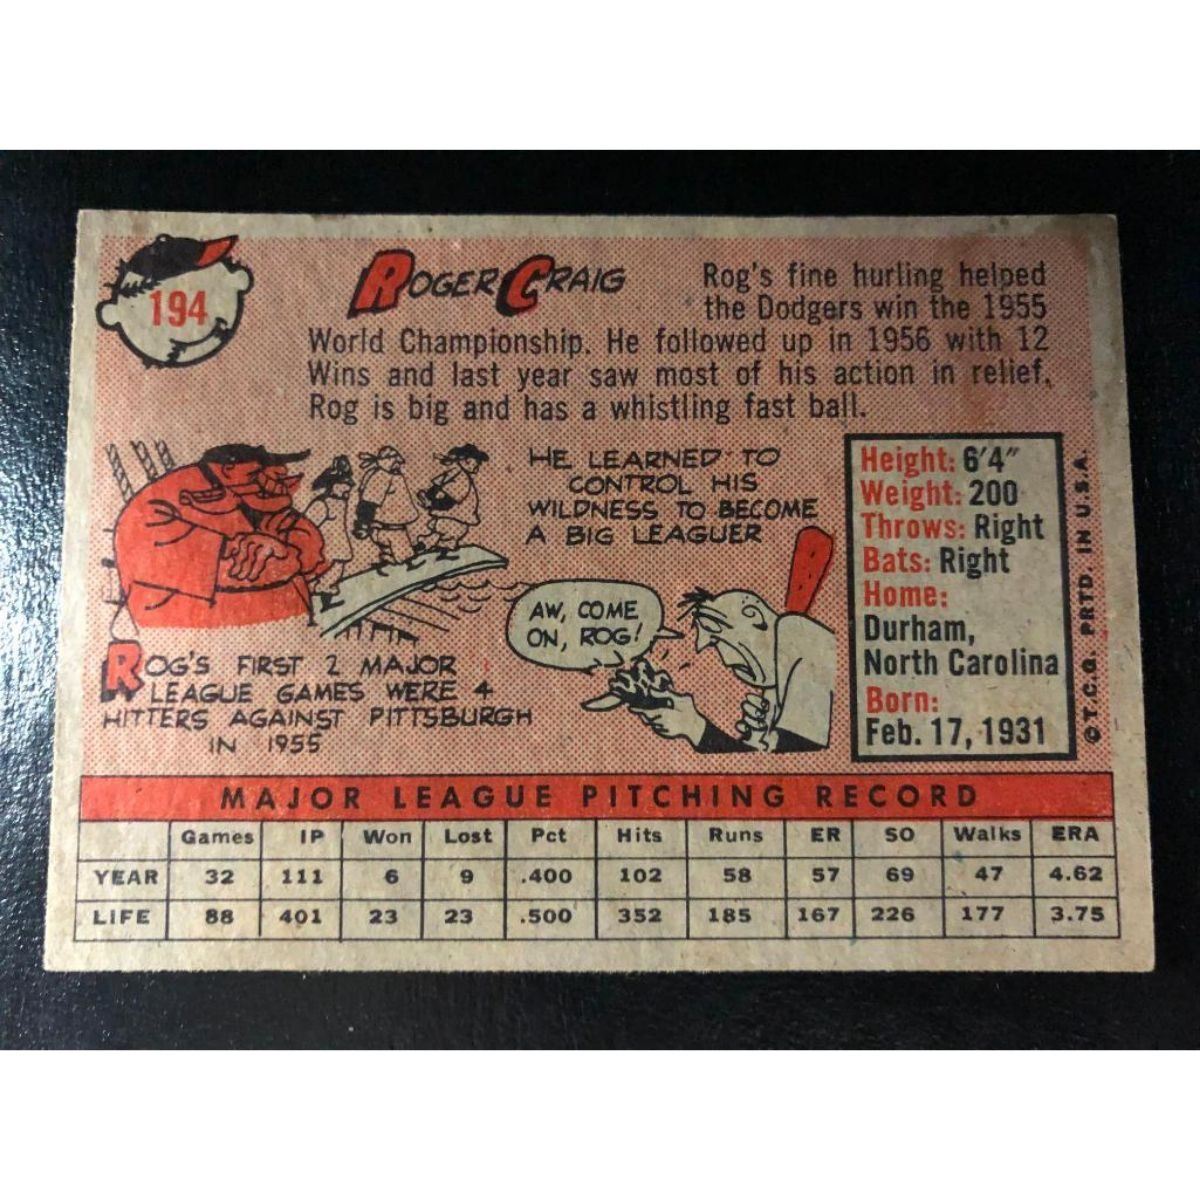 194
ROGER CRAIG
Rog's fine hurling helped
the Dodgers win the 1955
World Championship. He followed up in 1956 with 12
Wins and last year saw most of his action in relief.
Rog is big and has a whistling fast ball.
HE LEARNED TO
CONTROL HIS
WILDNESS TO BECOME
A BIG LEAGUER
AW, COME
ON, ROG!
ROG'S FIRST 2 MAJOR
LEAGUE GAMES WERE 4
HITTERS AGAINST PITTSBURGH
IN 1955
Height: 6'4"
Weight: 200
Throws: Right
Bats: Right
Home:
Durham,
North Carolina
Born:
Feb. 17, 1931
© T.C.G. PRTD. IN U.S.A.
MAJOR LEAGUE PITCHING RECORD
Games IP Won Lost Pct Hits Runs ER SO Walks ERA
YEAR 32 111 6 9 .400 102 58 57 69 47 4.62
LIFE 88 401 23 23 .500 352 185 167 226 177 3.75